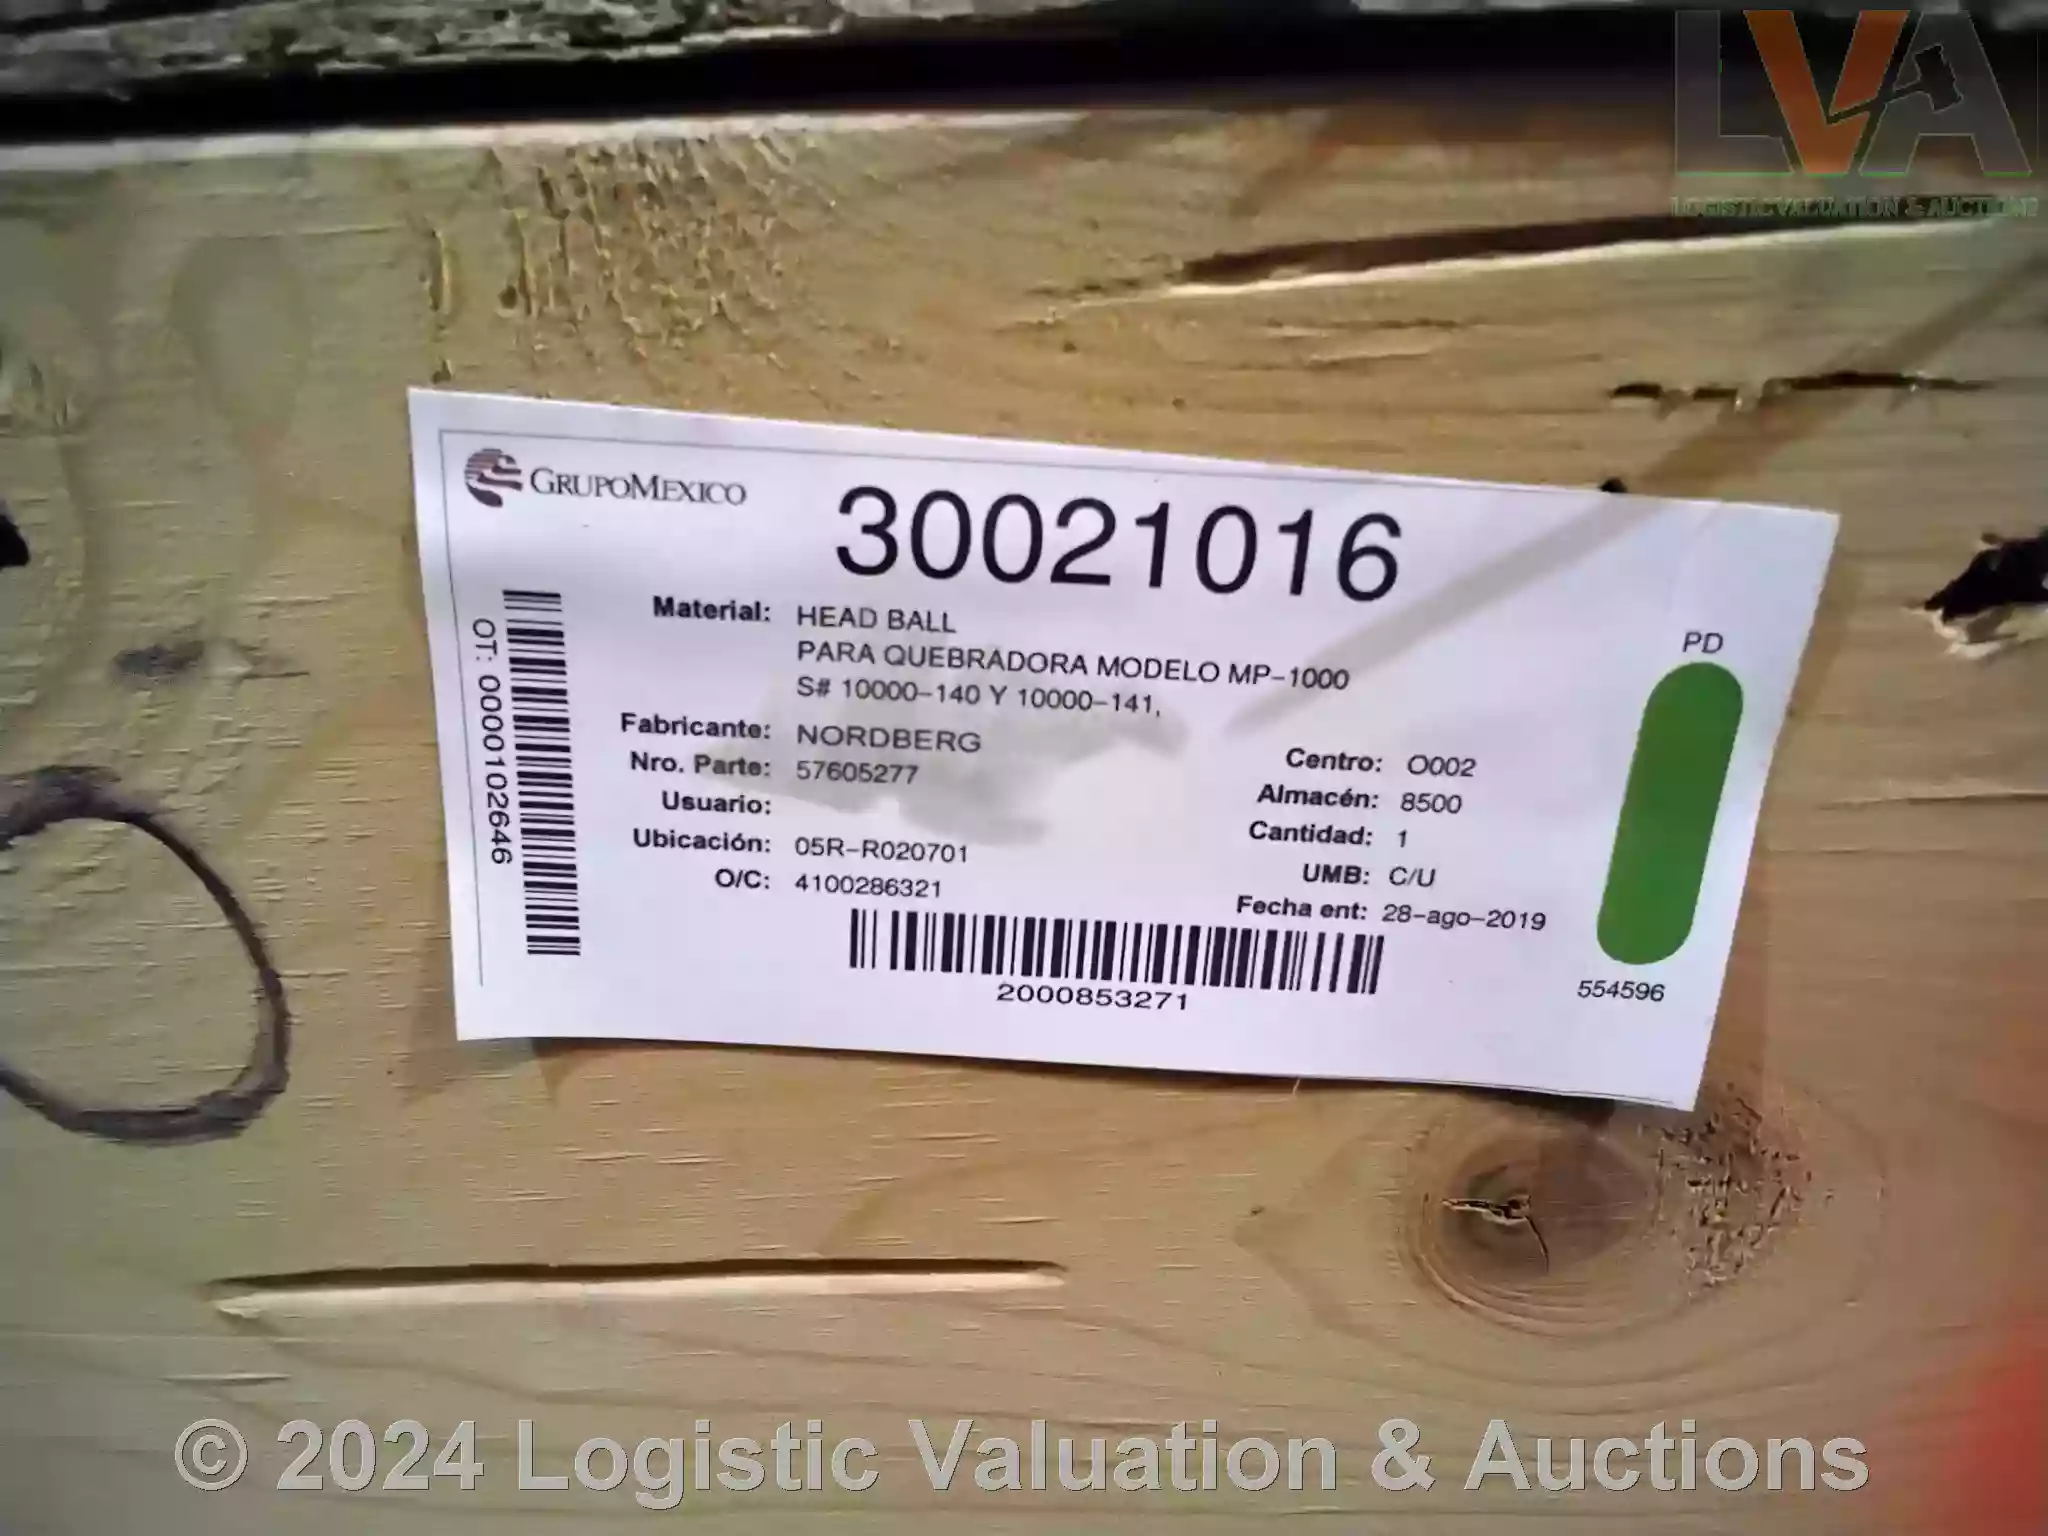 LVA
LOGISTIC VALUATION & AUCTIONS
GRUPOMEXICO
30021016
Material: HEAD BALL
PARA QUEBRADORA MODELO MP-1000
S# 10000-140 Y 10000-141,
Fabricante: NORDBERG
Nro. Parte: 57605277
Usuario:
Ubicación: 05R-R020701
O/C: 4100286321
Centro: O002
Almacén: 8500
Cantidad: 1
UMB: C/U
Fecha ent: 28-ago-2019
2000853271
OT: 0000102646
PD
554596
© 2024 Logistic Valuation & Auctions